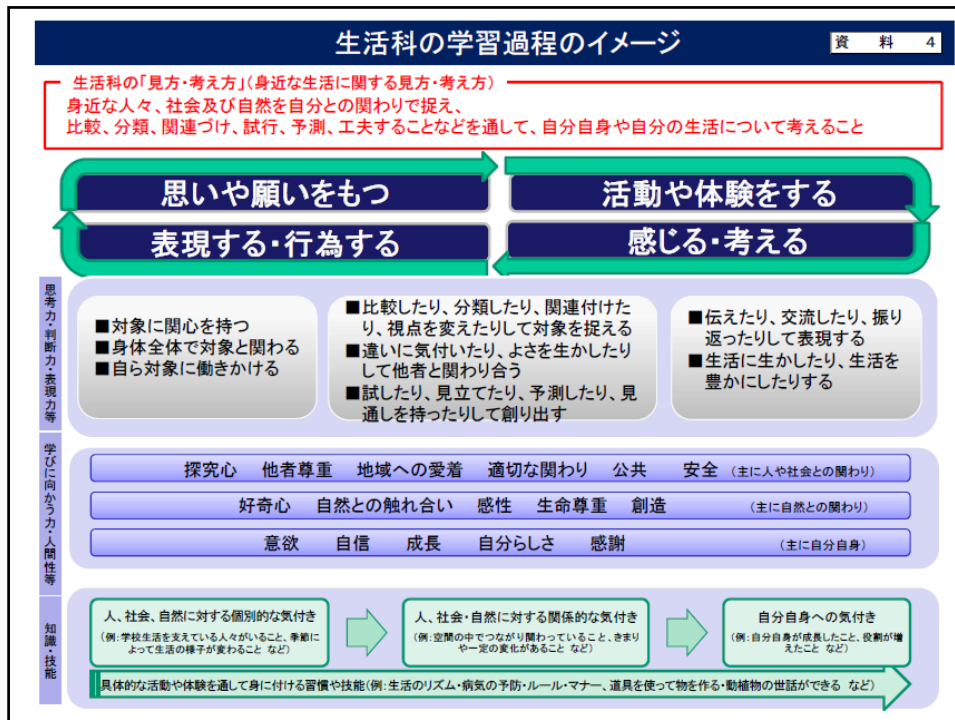 生活科の学習過程のイメージ
資　料　4
生活科の「見方・考え方」(身近な生活に関する見方・考え方)
身近な人々、社会及び自然を自分との関わりで捉え、
比較、分類、関連づけ、試行、予測、工夫することなどを通して、自分自身や自分の生活について考えること
思いや願いをもつ
活動や体験をする
表現する・行為する
感じる・考える
思考力・判断力・表現力等
■対象に関心を持つ
■身体全体で対象と関わる
■自ら対象に働きかける
■比較したり、分類したり、関連付けた
り、視点を変えたりして対象を捉える
■違いに気付いたり、よさを生かしたり
して他者と関わり合う
■試したり、見立てたり、予測したり、見
通しを持ったりして創り出す
■伝えたり、交流したり、振り
返ったりして表現する
■生活に生かしたり、生活を
豊かにしたりする
学びに向かう力・人間性等
探究心　他者尊重　地域への愛着　適切な関わり　公共　安全 (主に人や社会との関わり)
好奇心　自然との触れ合い　感性　生命尊重　創造　(主に自然との関わり)
意欲　自信　成長　自分らしさ　感謝　(主に自分自身)
知識・技能
人、社会、自然に対する個別的な気付き
(例:学校生活を支えている人々がいること、季節に
よって生活の様子が変わること など)
人、社会・自然に対する関係的な気付き
(例:空間の中でつながり関わっていること、きまり
や一定の変化があること など)
自分自身への気付き
(例:自分自身が成長したこと、役割が増
えたこと など)
具体的な活動や体験を通して身に付ける習慣や技能(例:生活のリズム・病気の予防・ルール・マナー、道具を使って物を作る・動植物の世話ができる など)